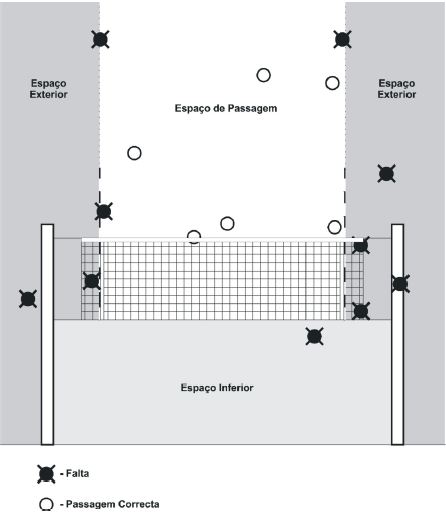 Espaço
Exterior
Espaço
Exterior
Espaço de Passagem
Espaço Inferior
- Falta
- Passagem Correcta